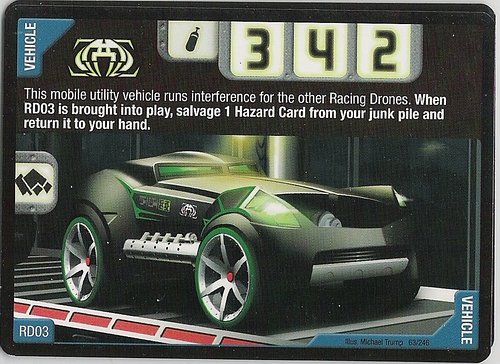 VEHICLE
3 4 2
This mobile utility vehicle runs interference for the other Racing Drones. When
RD03 is brought into play, salvage 1 Hazard Card from your junk pile and
return it to your hand.
RD03
Illus. Michael Trump 63/246
VEHICLE